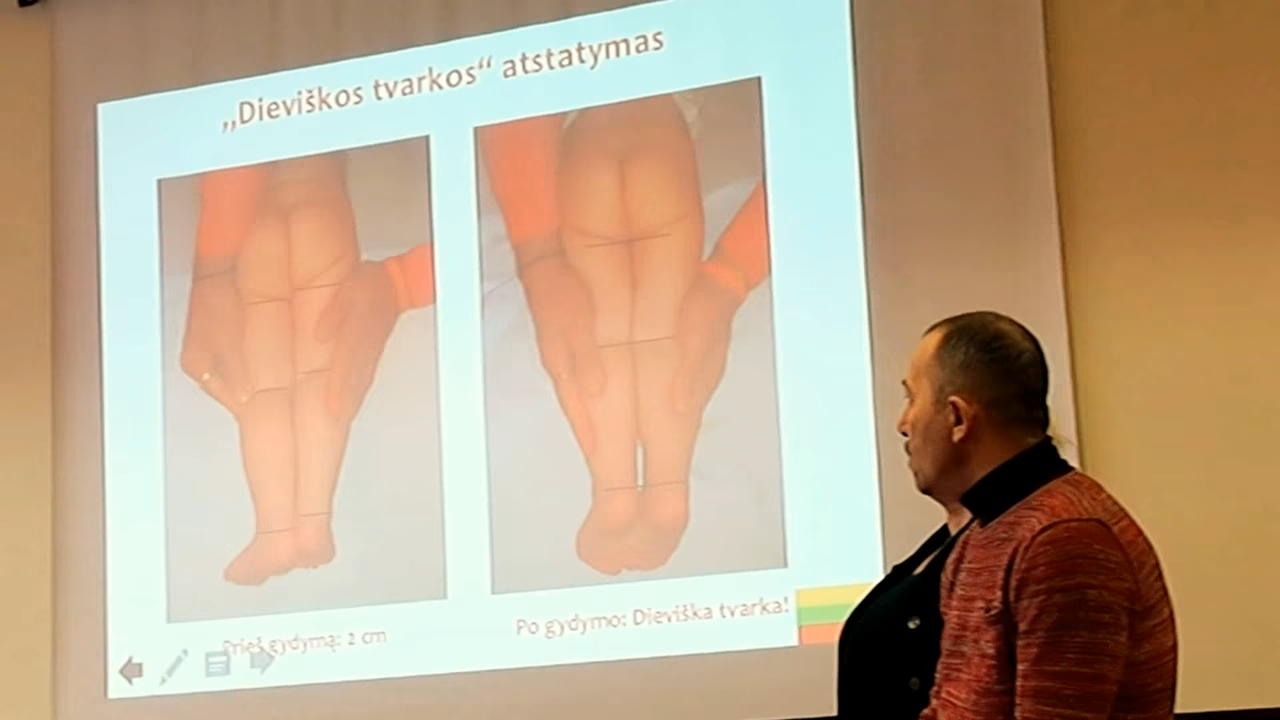 „Dieviškos tvarkos“ atstatymas
Prieš gydymą: 2 cm
Po gydymo: Dieviška tvarka!